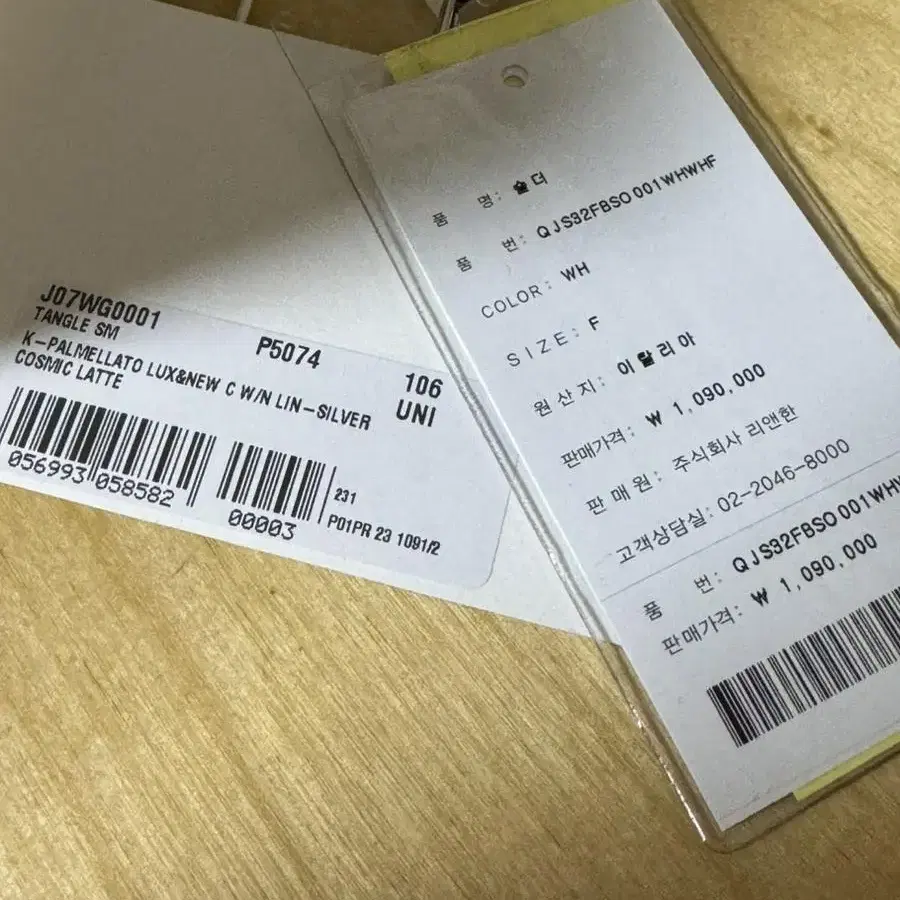 J07WG0001
TANGLE SM
P5074
K-PALMELLATO LUX&NEW C W/N LIN-SILVER
COSMIC LATTE
106
UNI
056993 058582
00003
231
P01PR 23 1091/2
품 명: 숄더
품 번: QJS32FBSO001WHWHF
COLOR: WH
SIZE: F
원산지: 이탈리아
판매가격: ₩ 1,090,000
판매원: 주식회사 리앤한
고객상담실: 02-2046-8000
품 번: QJS32FBSO001WH
판매가격: ₩ 1,090,000